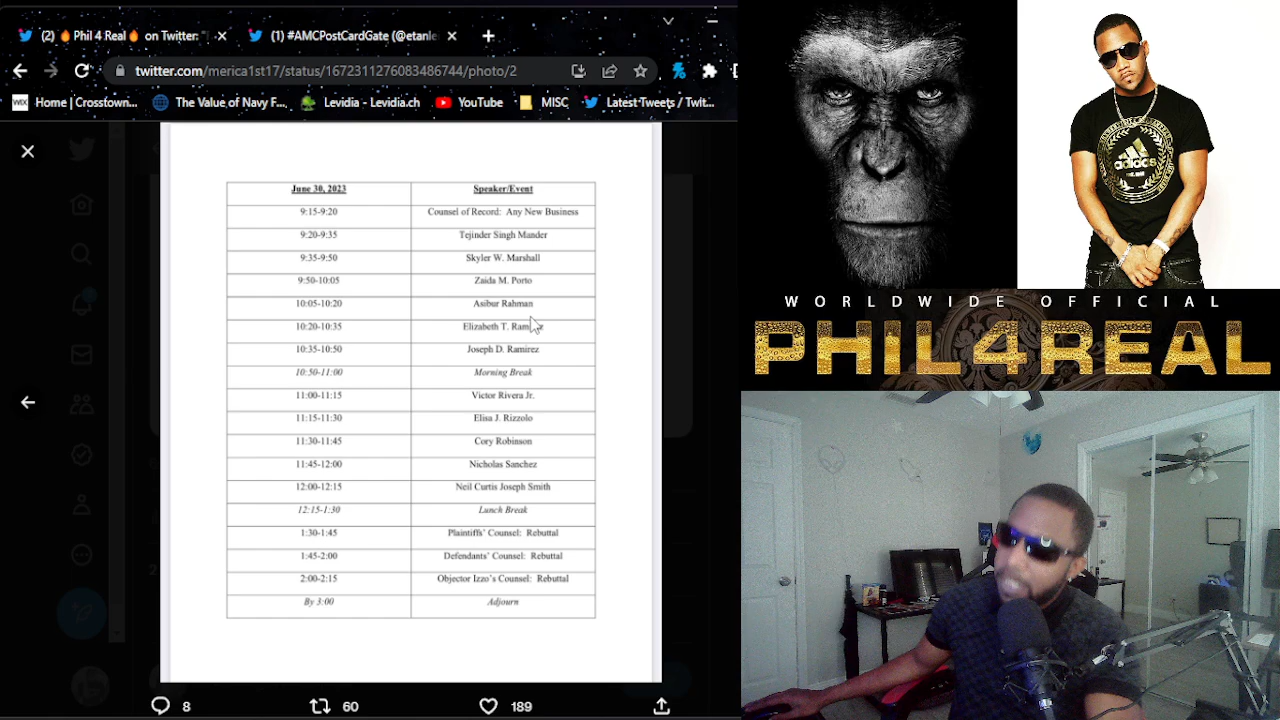 (2) 🔥 Phil 4 Real🔥 on Twitter: "
(1) #AMCPostCardGate (@etanle
twitter.com/merica1st17/status/1672311276083486744/photo/2
WIX Home | Crosstown...
The Value of Navy F...
Levidia - Levidia.ch
YouTube
MISC
Latest Tweets / Twit...
June 30, 2023 Speaker/Event
9:15-9:20 Counsel of Record: Any New Business
9:20-9:35 Tejinder Singh Mander
9:35-9:50 Skyler W. Marshall
9:50-10:05 Zaida M. Porto
10:05-10:20 Asibur Rahman
10:20-10:35 Elizabeth T. Ramirez
10:35-10:50 Joseph D. Ramirez
10:50-11:00 Morning Break
11:00-11:15 Victor Rivera Jr.
11:15-11:30 Elisa J. Rizzolo
11:30-11:45 Cory Robinson
11:45-12:00 Nicholas Sanchez
12:00-12:15 Neil Curtis Joseph Smith
12:15-1:30 Lunch Break
1:30-1:45 Plaintiffs' Counsel: Rebuttal
1:45-2:00 Defendants' Counsel: Rebuttal
2:00-2:15 Objector Izzo's Counsel: Rebuttal
By 3:00 Adjourn
8
60
189
adidas
WORLDWIDE OFFICIAL
PHIL4REAL